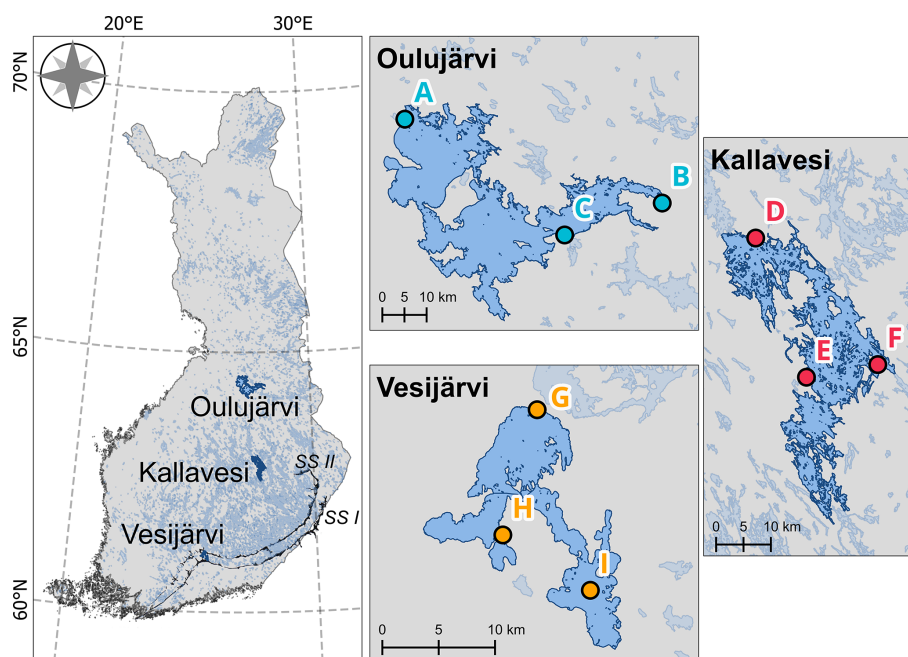 20°E 30°E
70°N
65°N
60°N
Oulujärvi
Kallavesi
Vesijärvi
SS II
SS I
Oulujärvi
A
B
C
0 5 10 km
Vesijärvi
G
H
I
0 5 10 km
Kallavesi
D
E
F
0 5 10 km